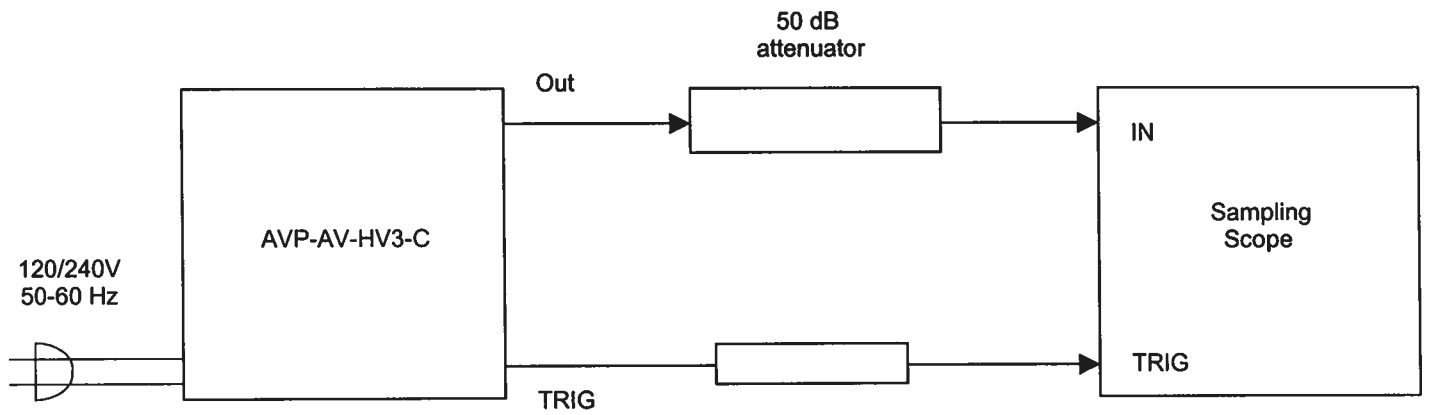 50 dB
attenuator
Out
IN
AVP-AV-HV3-C
Sampling
Scope
120/240V
50-60 Hz
TRIG
TRIG